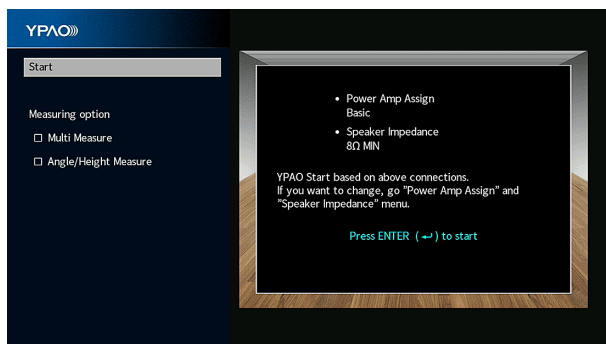 YPAO
Start
Measuring option
Multi Measure
Angle/Height Measure
• Power Amp Assign
Basic
• Speaker Impedance
8Ω MIN
YPAO Start based on above connections.
If you want to change, go "Power Amp Assign" and
"Speaker Impedance" menu.
Press ENTER ( ↵ ) to start